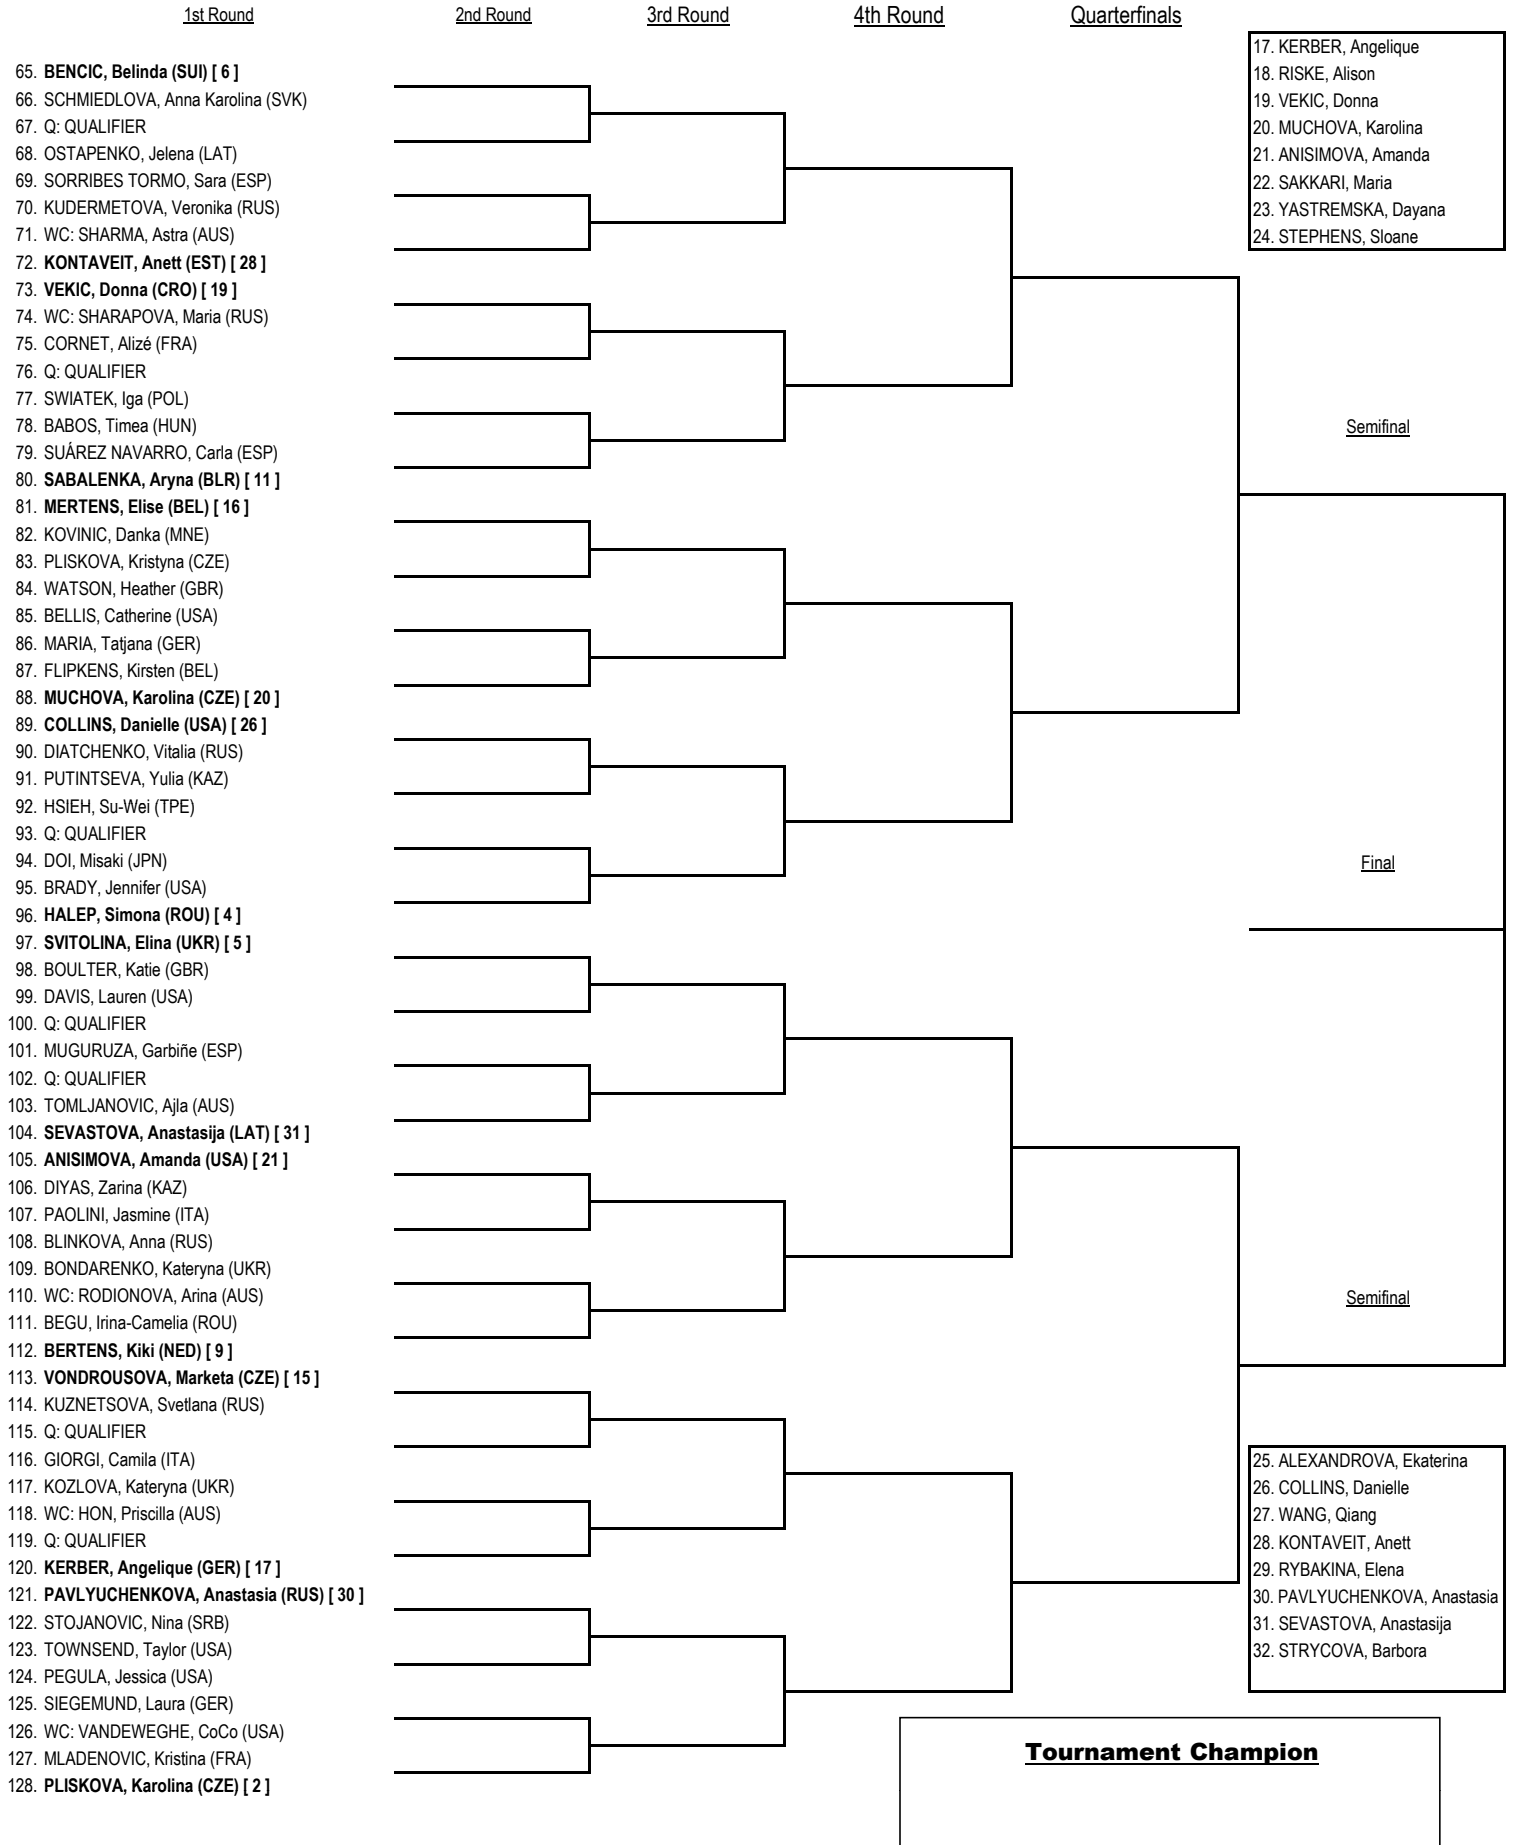 1st Round
2nd Round
3rd Round
4th Round
Quarterfinals
65. BENCIC, Belinda (SUI) [ 6 ]
66. SCHMIEDLOVA, Anna Karolina (SVK)
67. Q: QUALIFIER
68. OSTAPENKO, Jelena (LAT)
69. SORRIBES TORMO, Sara (ESP)
70. KUDERMETOVA, Veronika (RUS)
71. WC: SHARMA, Astra (AUS)
72. KONTAVEIT, Anett (EST) [ 28 ]
73. VEKIC, Donna (CRO) [ 19 ]
74. WC: SHARAPOVA, Maria (RUS)
75. CORNET, Alizé (FRA)
76. Q: QUALIFIER
77. SWIATEK, Iga (POL)
78. BABOS, Timea (HUN)
79. SUÁREZ NAVARRO, Carla (ESP)
80. SABALENKA, Aryna (BLR) [ 11 ]
81. MERTENS, Elise (BEL) [ 16 ]
82. KOVINIC, Danka (MNE)
83. PLISKOVA, Kristyna (CZE)
84. WATSON, Heather (GBR)
85. BELLIS, Catherine (USA)
86. MARIA, Tatjana (GER)
87. FLIPKENS, Kirsten (BEL)
88. MUCHOVA, Karolina (CZE) [ 20 ]
89. COLLINS, Danielle (USA) [ 26 ]
90. DIATCHENKO, Vitalia (RUS)
91. PUTINTSEVA, Yulia (KAZ)
92. HSIEH, Su-Wei (TPE)
93. Q: QUALIFIER
94. DOI, Misaki (JPN)
95. BRADY, Jennifer (USA)
96. HALEP, Simona (ROU) [ 4 ]
97. SVITOLINA, Elina (UKR) [ 5 ]
98. BOULTER, Katie (GBR)
99. DAVIS, Lauren (USA)
100. Q: QUALIFIER
101. MUGURUZA, Garbiñe (ESP)
102. Q: QUALIFIER
103. TOMLJANOVIC, Ajla (AUS)
104. SEVASTOVA, Anastasija (LAT) [ 31 ]
105. ANISIMOVA, Amanda (USA) [ 21 ]
106. DIYAS, Zarina (KAZ)
107. PAOLINI, Jasmine (ITA)
108. BLINKOVA, Anna (RUS)
109. BONDARENKO, Kateryna (UKR)
110. WC: RODIONOVA, Arina (AUS)
111. BEGU, Irina-Camelia (ROU)
112. BERTENS, Kiki (NED) [ 9 ]
113. VONDROUSOVA, Marketa (CZE) [ 15 ]
114. KUZNETSOVA, Svetlana (RUS)
115. Q: QUALIFIER
116. GIORGI, Camila (ITA)
117. KOZLOVA, Kateryna (UKR)
118. WC: HON, Priscilla (AUS)
119. Q: QUALIFIER
120. KERBER, Angelique (GER) [ 17 ]
121. PAVLYUCHENKOVA, Anastasia (RUS) [ 30 ]
122. STOJANOVIC, Nina (SRB)
123. TOWNSEND, Taylor (USA)
124. PEGULA, Jessica (USA)
125. SIEGEMUND, Laura (GER)
126. WC: VANDEWEGHE, CoCo (USA)
127. MLADENOVIC, Kristina (FRA)
128. PLISKOVA, Karolina (CZE) [ 2 ]
17. KERBER, Angelique
18. RISKE, Alison
19. VEKIC, Donna
20. MUCHOVA, Karolina
21. ANISIMOVA, Amanda
22. SAKKARI, Maria
23. YASTREMSKA, Dayana
24. STEPHENS, Sloane
Semifinal
Final
Semifinal
25. ALEXANDROVA, Ekaterina
26. COLLINS, Danielle
27. WANG, Qiang
28. KONTAVEIT, Anett
29. RYBAKINA, Elena
30. PAVLYUCHENKOVA, Anastasia
31. SEVASTOVA, Anastasija
32. STRYCOVA, Barbora
Tournament Champion